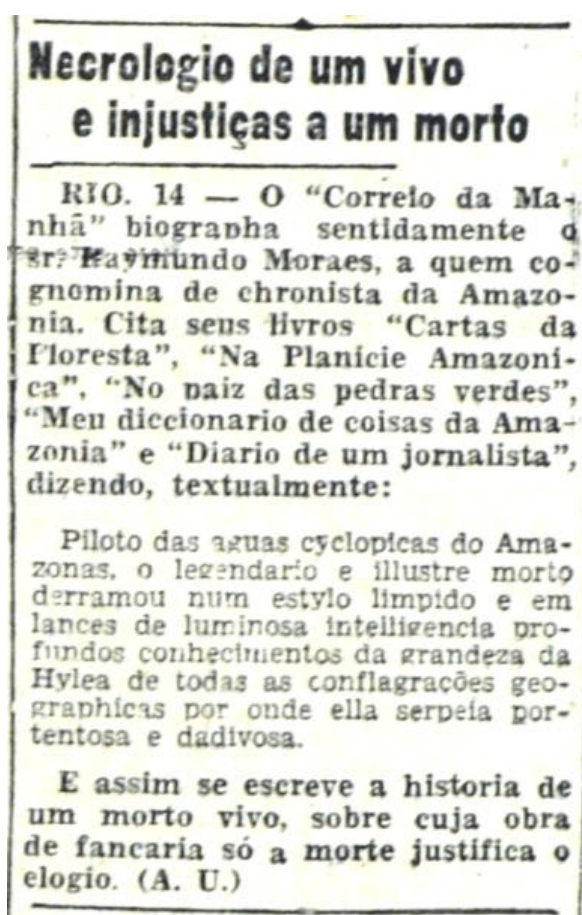 Necrologio de um vivo
e injustiças a um morto
RIO. 14 — O "Correio da Ma-
nhã" biographa sentidamente o
sr. Raymundo Moraes, a quem co-
gnomina de chronista da Amazo-
nia. Cita seus livros "Cartas da
Floresta", "Na Planicie Amazoni-
ca", "No paiz das pedras verdes",
"Meu diccionario de coisas da Ama-
zonia" e "Diario de um jornalista",
dizendo, textualmente:
Piloto das aguas cyclopicas do Ama-
zonas, o legendario e illustre morto
derramou num estylo limpido e em
lances de luminosa intelligencia pro-
fundos conhecimentos da grandeza da
Hylea de todas as conflagrações geo-
graphicas por onde ella serpeia por-
tentosa e dadivosa.
E assim se escreve a historia de
um morto vivo, sobre cuja obra
de fancaria só a morte justifica o
elogio. (A. U.)